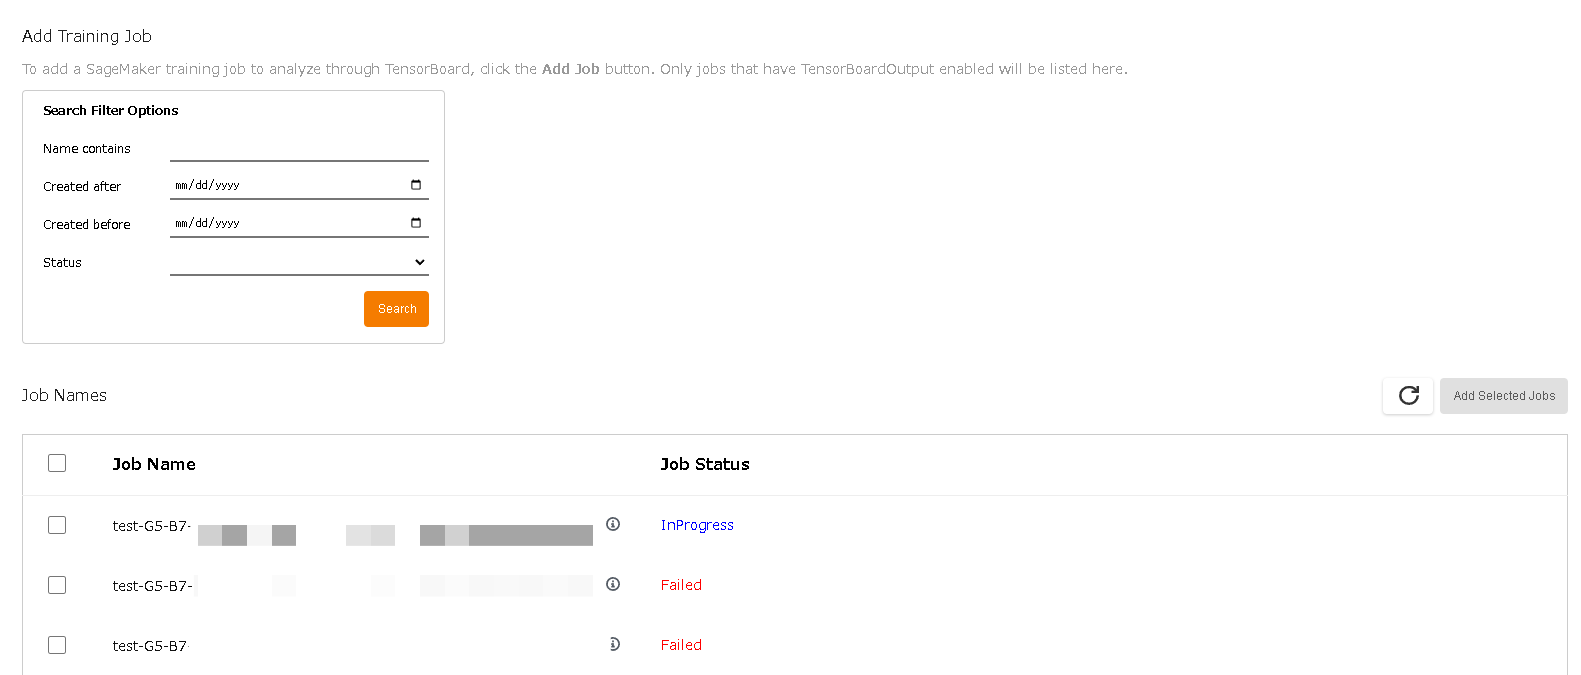 Add Training Job
To add a SageMaker training job to analyze through TensorBoard, click the Add Job button. Only jobs that have TensorBoardOutput enabled will be listed here.
Search Filter Options
Name contains
Created after mm/dd/yyyy
Created before mm/dd/yyyy
Status
Search
Job Names
Add Selected Jobs
Job Name Job Status
test-G5-B7- InProgress
test-G5-B7- Failed
test-G5-B7- Failed